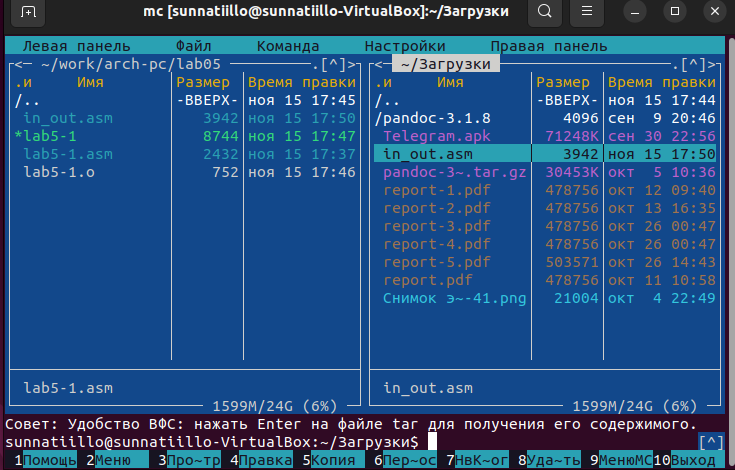 mc [sunnatiillo@sunnatiillo-VirtualBox]:~/Загрузки
Левая панель Файл Команда Настройки Правая панель
<─ ~/work/arch-pc/lab05 .[^]> <─ ~/Загрузки .[^]>
.и Имя Размер Время правки .и Имя Размер Время правки
/.. -ВВЕРХ- ноя 15 17:45 /.. -ВВЕРХ- ноя 15 17:44
in_out.asm 3942 ноя 15 17:50 /pandoc-3.1.8 4096 сен 9 20:46
*lab5-1 8744 ноя 15 17:47 Telegram.apk 71248K сен 30 22:56
lab5-1.asm 2432 ноя 15 17:37 in_out.asm 3942 ноя 15 17:50
lab5-1.o 752 ноя 15 17:46 pandoc-3~.tar.gz 30453K окт 5 10:36
report-1.pdf 478756 окт 12 09:40
report-2.pdf 478756 окт 13 16:35
report-3.pdf 478756 окт 26 00:47
report-4.pdf 478756 окт 26 00:47
report-5.pdf 503571 окт 26 14:43
report.pdf 478756 окт 11 10:58
Снимок э~-41.png 21004 окт 4 22:49
lab5-1.asm in_out.asm
1599M/24G (6%) 1599M/24G (6%)
Совет: Удобство ВФС: нажать Enter на файле tar для получения его содержимого.
sunnatiillo@sunnatiillo-VirtualBox:~/Загрузки$ [^]
1Помощь 2Меню 3Про~тр 4Правка 5Копия 6Пер~ос 7НвК~ог 8Уда~ть 9МенюMC 10Выход